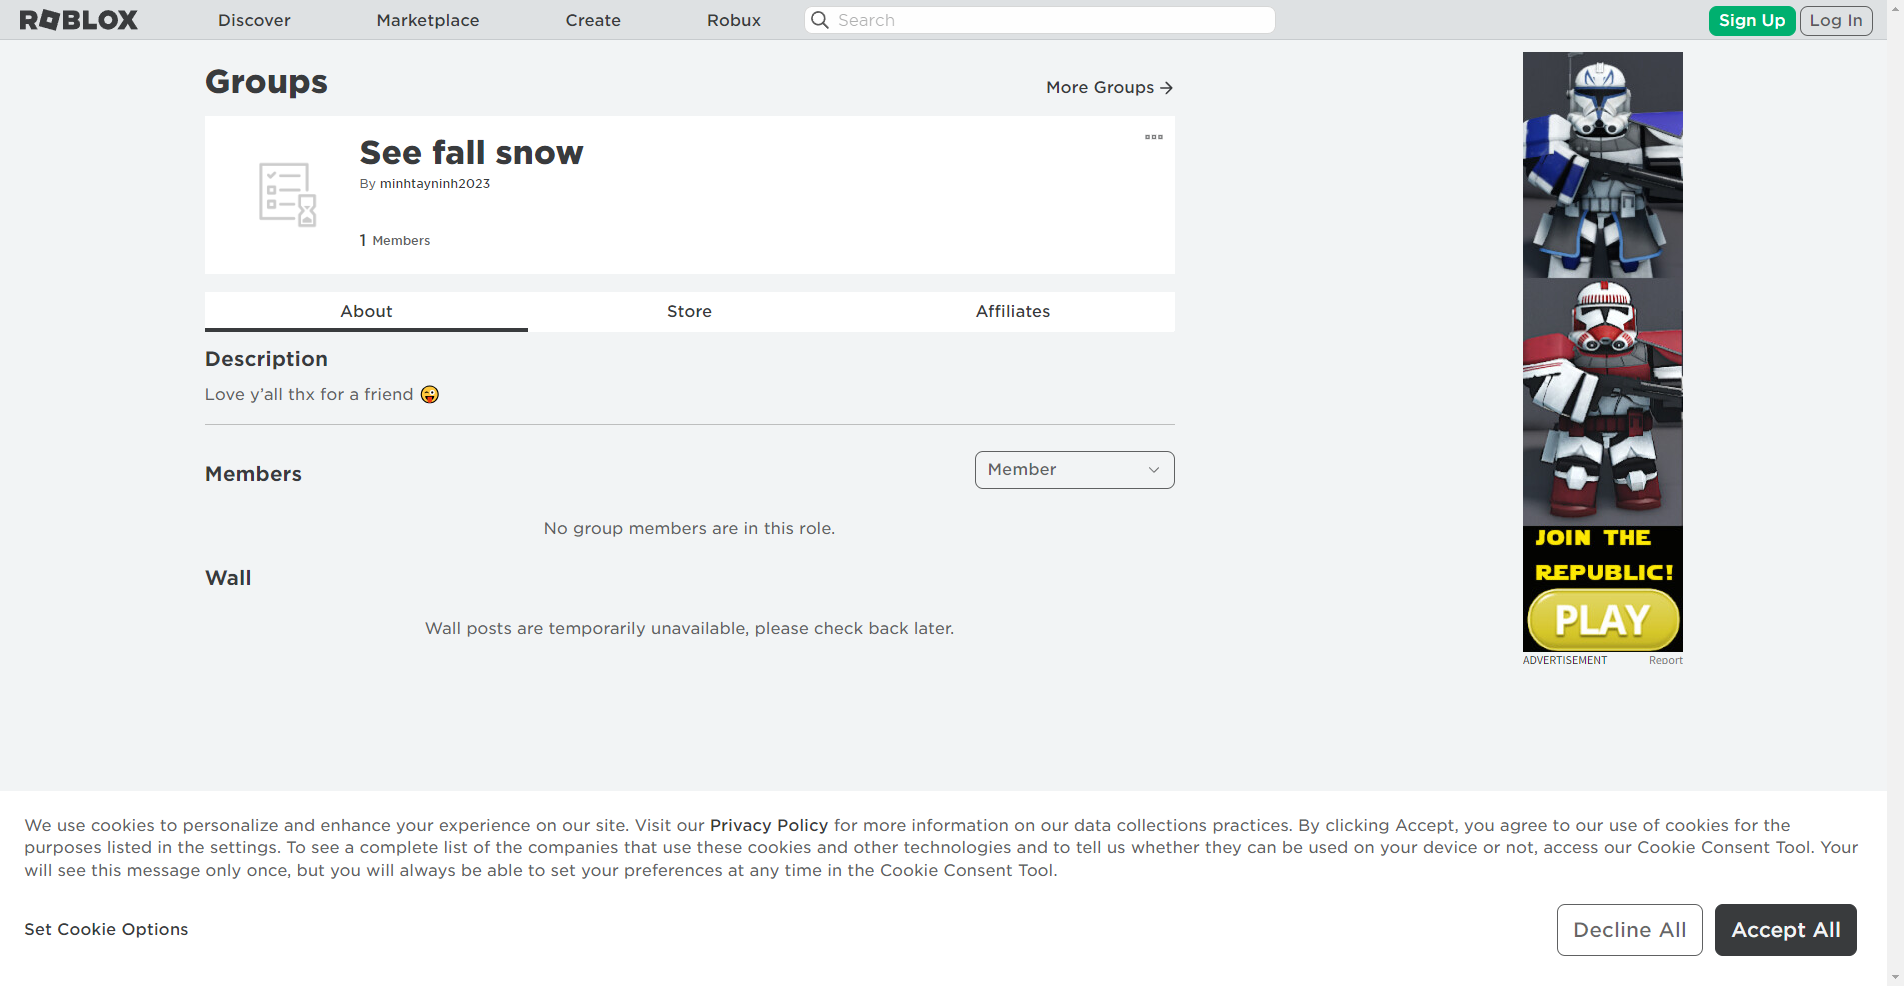 ROBLOX
Discover
Marketplace
Create
Robux
Search
Sign Up
Log In
Groups
More Groups →
See fall snow
By minhtayninh2023
1 Members
About
Store
Affiliates
Description
Love y’all thx for a friend 😜
Members
Member
No group members are in this role.
Wall
Wall posts are temporarily unavailable, please check back later.
JOIN THE
REPUBLIC!
PLAY
ADVERTISEMENT
Report
We use cookies to personalize and enhance your experience on our site. Visit our Privacy Policy for more information on our data collections practices. By clicking Accept, you agree to our use of cookies for the
purposes listed in the settings. To see a complete list of the companies that use these cookies and other technologies and to tell us whether they can be used on your device or not, access our Cookie Consent Tool. Your
will see this message only once, but you will always be able to set your preferences at any time in the Cookie Consent Tool.
Set Cookie Options
Decline All
Accept All